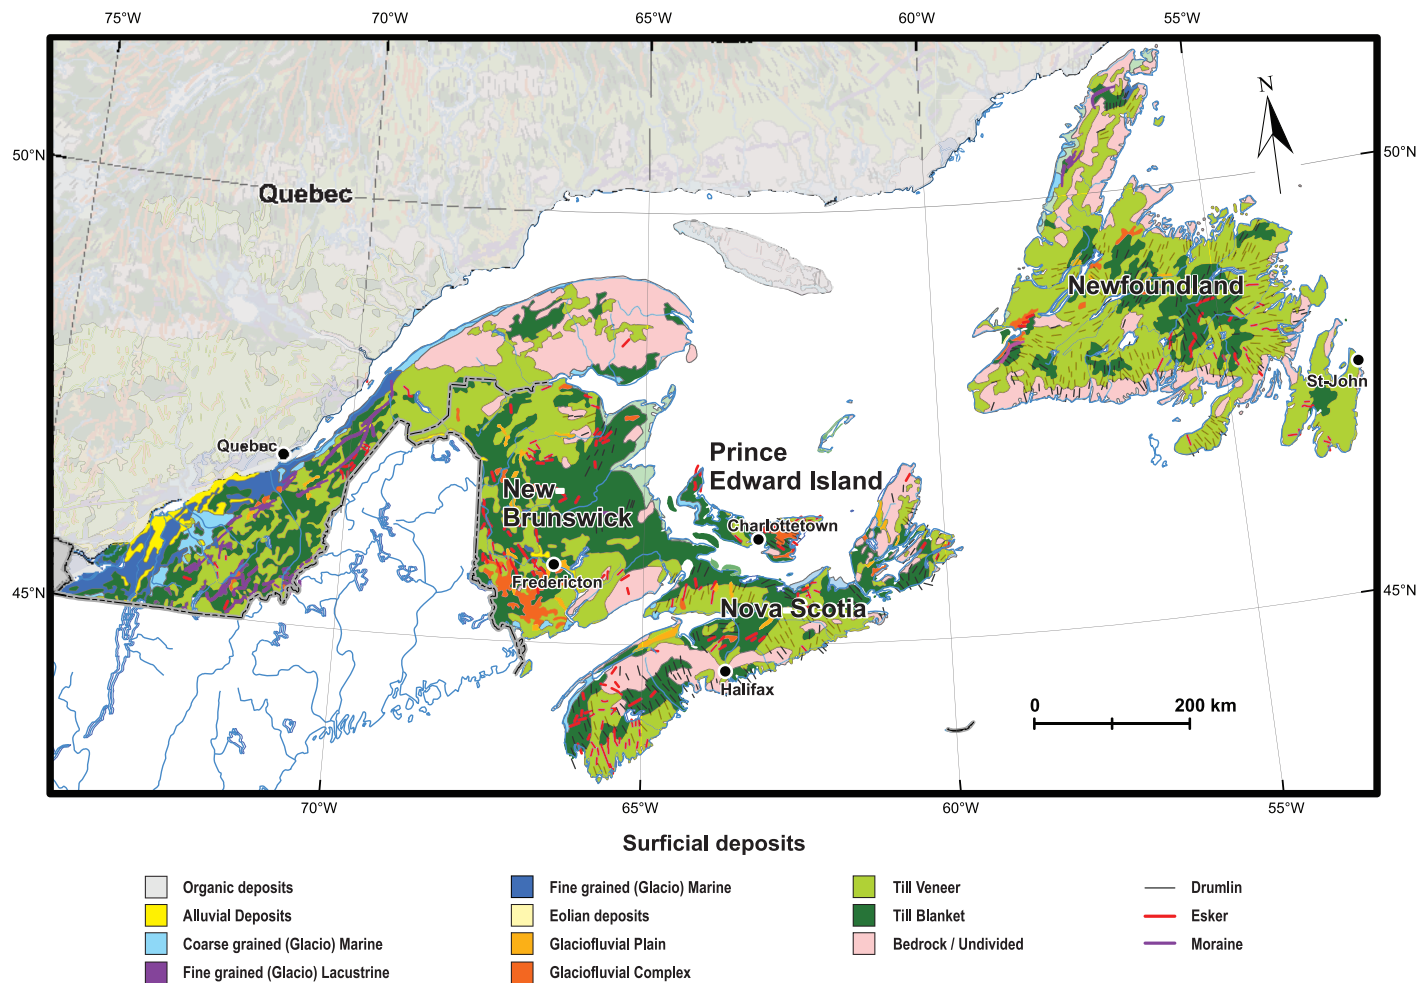 75°W 70°W 65°W 60°W 55°W
N
50°N 50°N
Quebec
Newfoundland
St-John
Quebec
Prince
Edward Island
New
Brunswick
Charlottetown
Fredericton
45°N 45°N
Nova Scotia
Halifax
0 200 km
70°W 65°W 60°W 55°W
Surficial deposits
Organic deposits
Alluvial Deposits
Coarse grained (Glacio) Marine
Fine grained (Glacio) Lacustrine
Fine grained (Glacio) Marine
Eolian deposits
Glaciofluvial Plain
Glaciofluvial Complex
Till Veneer
Till Blanket
Bedrock / Undivided
Drumlin
Esker
Moraine